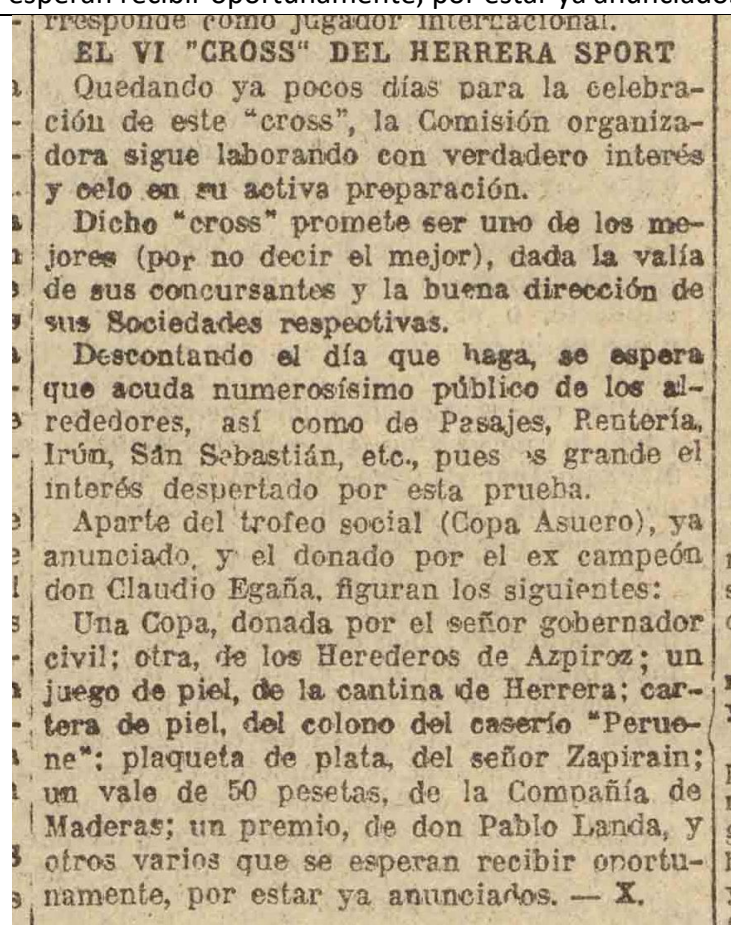 esperan recibir oportunamente, por estar ya anunciados.
rresponde como jugador internacional.
EL VI "CROSS" DEL HERRERA SPORT
Quedando ya pocos días para la celebra-
ción de este "cross", la Comisión organiza-
dora sigue laborando con verdadero interés
y celo en su activa preparación.
Dicho "cross" promete ser uno de los me-
jores (por no decir el mejor), dada la valía
de sus concursantes y la buena dirección de
sus Sociedades respectivas.
Descontando el día que haga, se espera
que acuda numerosísimo público de los al-
rededores, así como de Pasajes, Rentería,
Irún, Sán Sebastián, etc., pues es grande el
interés despertado por esta prueba.
Aparte del trofeo social (Copa Asuero), ya
anunciado, y el donado por el ex campeón
don Claudio Egaña, figuran los siguientes:
Una Copa, donada por el señor gobernador
civil; otra, de los Herederos de Azpiroz; un
juego de piel, de la cantina de Herrera; car-
tera de piel, del colono del caserío "Perue-
ne"; plaqueta de plata, del señor Zapirain;
un vale de 50 pesetas, de la Compañía de
Maderas; un premio, de don Pablo Landa, y
otros varios que se esperan recibir oportu-
namente, por estar ya anunciados. — X.